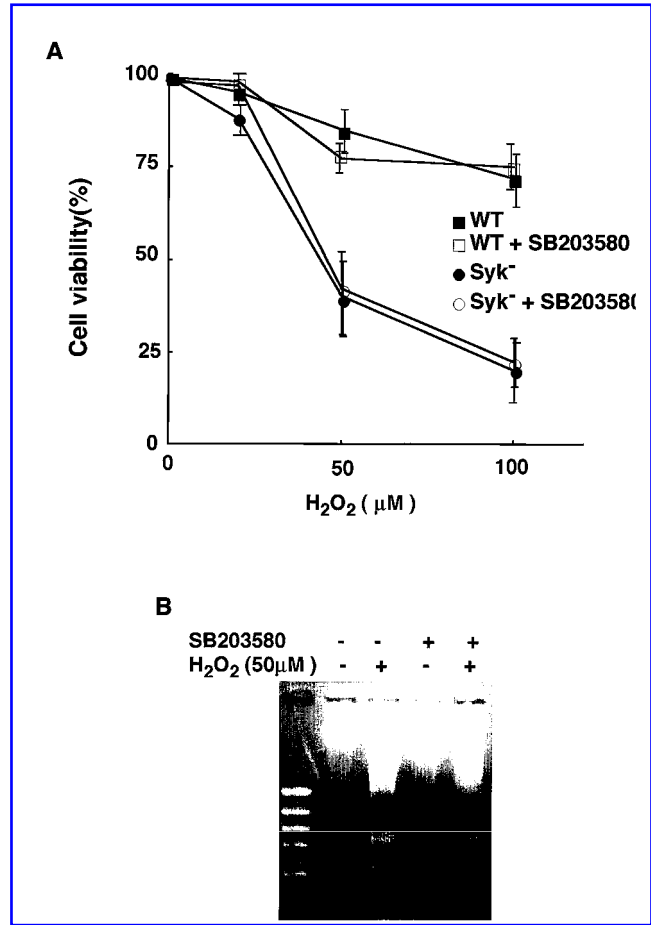 A
100
75
50
25
0
Cell viability(%)
0 50 100
H₂O₂ ( µM )
WT
WT + SB203580
Syk⁻
Syk⁻ + SB20358(
B
SB203580 - - + +
H₂O₂ (50µM ) - + - +